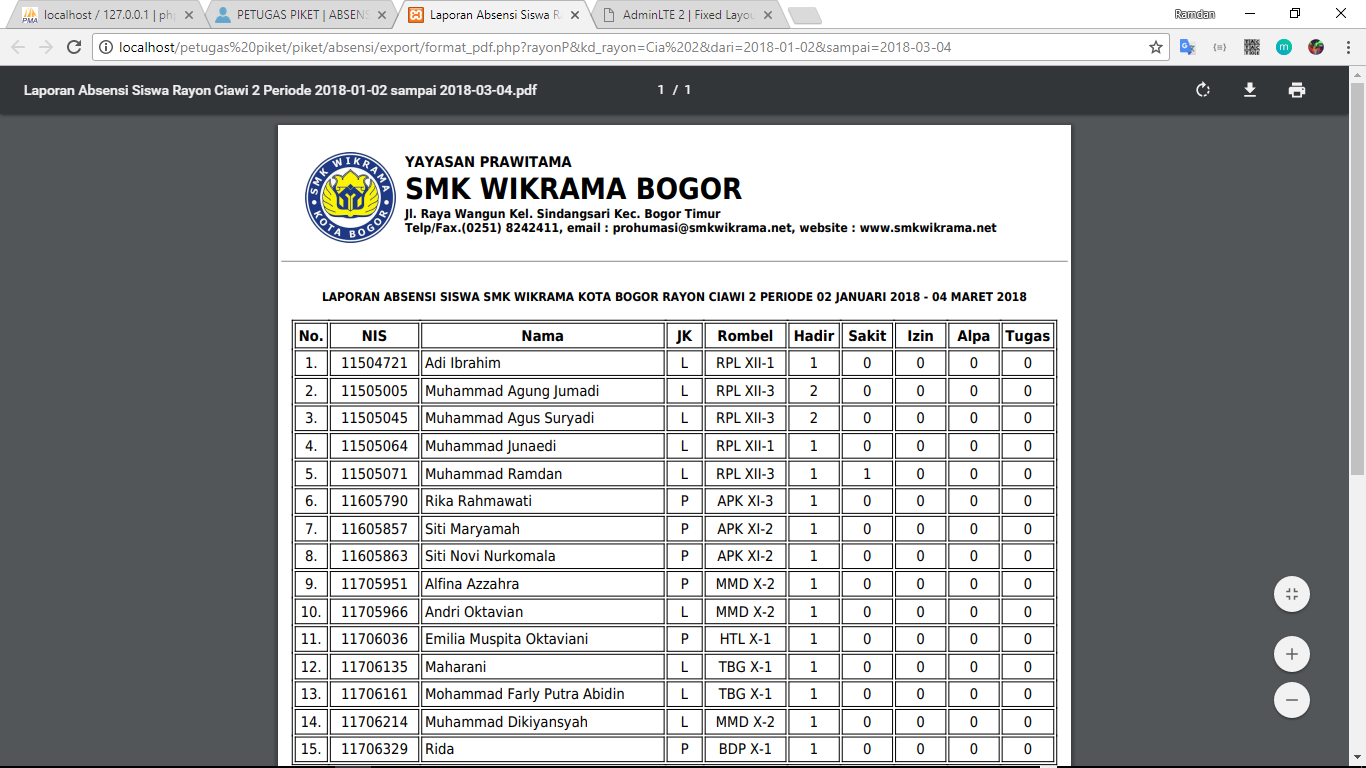 localhost / 127.0.0.1 | ph
PETUGAS PIKET | ABSENS
Laporan Absensi Siswa R
AdminLTE 2 | Fixed Layou
Ramdan
localhost/petugas%20piket/piket/absensi/export/format_pdf.php?rayonP&kd_rayon=Cia%202&dari=2018-01-02&sampai=2018-03-04
Laporan Absensi Siswa Rayon Ciawi 2 Periode 2018-01-02 sampai 2018-03-04.pdf
1 / 1
SMK WIKRAMA
KOTA BOGOR
YAYASAN PRAWITAMA
SMK WIKRAMA BOGOR
Jl. Raya Wangun Kel. Sindangsari Kec. Bogor Timur
Telp/Fax.(0251) 8242411, email : prohumasi@smkwikrama.net, website : www.smkwikrama.net
LAPORAN ABSENSI SISWA SMK WIKRAMA KOTA BOGOR RAYON CIAWI 2 PERIODE 02 JANUARI 2018 - 04 MARET 2018
No. NIS Nama JK Rombel Hadir Sakit Izin Alpa Tugas
1. 11504721 Adi Ibrahim L RPL XII-1 1 0 0 0 0
2. 11505005 Muhammad Agung Jumadi L RPL XII-3 2 0 0 0 0
3. 11505045 Muhammad Agus Suryadi L RPL XII-3 2 0 0 0 0
4. 11505064 Muhammad Junaedi L RPL XII-1 1 0 0 0 0
5. 11505071 Muhammad Ramdan L RPL XII-3 1 1 0 0 0
6. 11605790 Rika Rahmawati P APK XI-3 1 0 0 0 0
7. 11605857 Siti Maryamah P APK XI-2 1 0 0 0 0
8. 11605863 Siti Novi Nurkomala P APK XI-2 1 0 0 0 0
9. 11705951 Alfina Azzahra P MMD X-2 1 0 0 0 0
10. 11705966 Andri Oktavian L MMD X-2 1 0 0 0 0
11. 11706036 Emilia Muspita Oktaviani P HTL X-1 1 0 0 0 0
12. 11706135 Maharani L TBG X-1 1 0 0 0 0
13. 11706161 Mohammad Farly Putra Abidin L TBG X-1 1 0 0 0 0
14. 11706214 Muhammad Dikiyansyah L MMD X-2 1 0 0 0 0
15. 11706329 Rida P BDP X-1 1 0 0 0 0